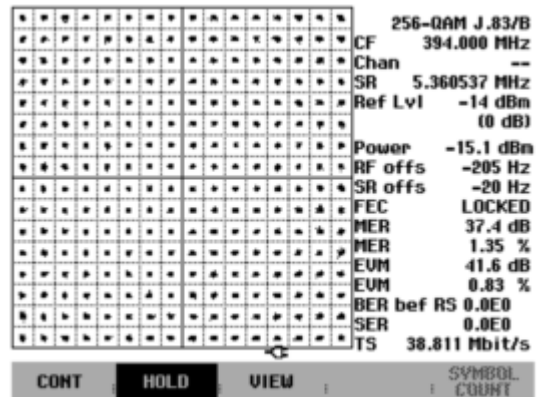 256-QAM J.83/B
CF 394.000 MHz
Chan --
SR 5.360537 MHz
Ref Lvl -14 dBm
(0 dB)
Power -15.1 dBm
RF offs -205 Hz
SR offs -20 Hz
FEC LOCKED
MER 37.4 dB
MER 1.35 %
EVM 41.6 dB
EVM 0.83 %
BER bef RS 0.0E0
SER 0.0E0
TS 38.811 Mbit/s
CONT HOLD VIEW SYMBOL
COUNT